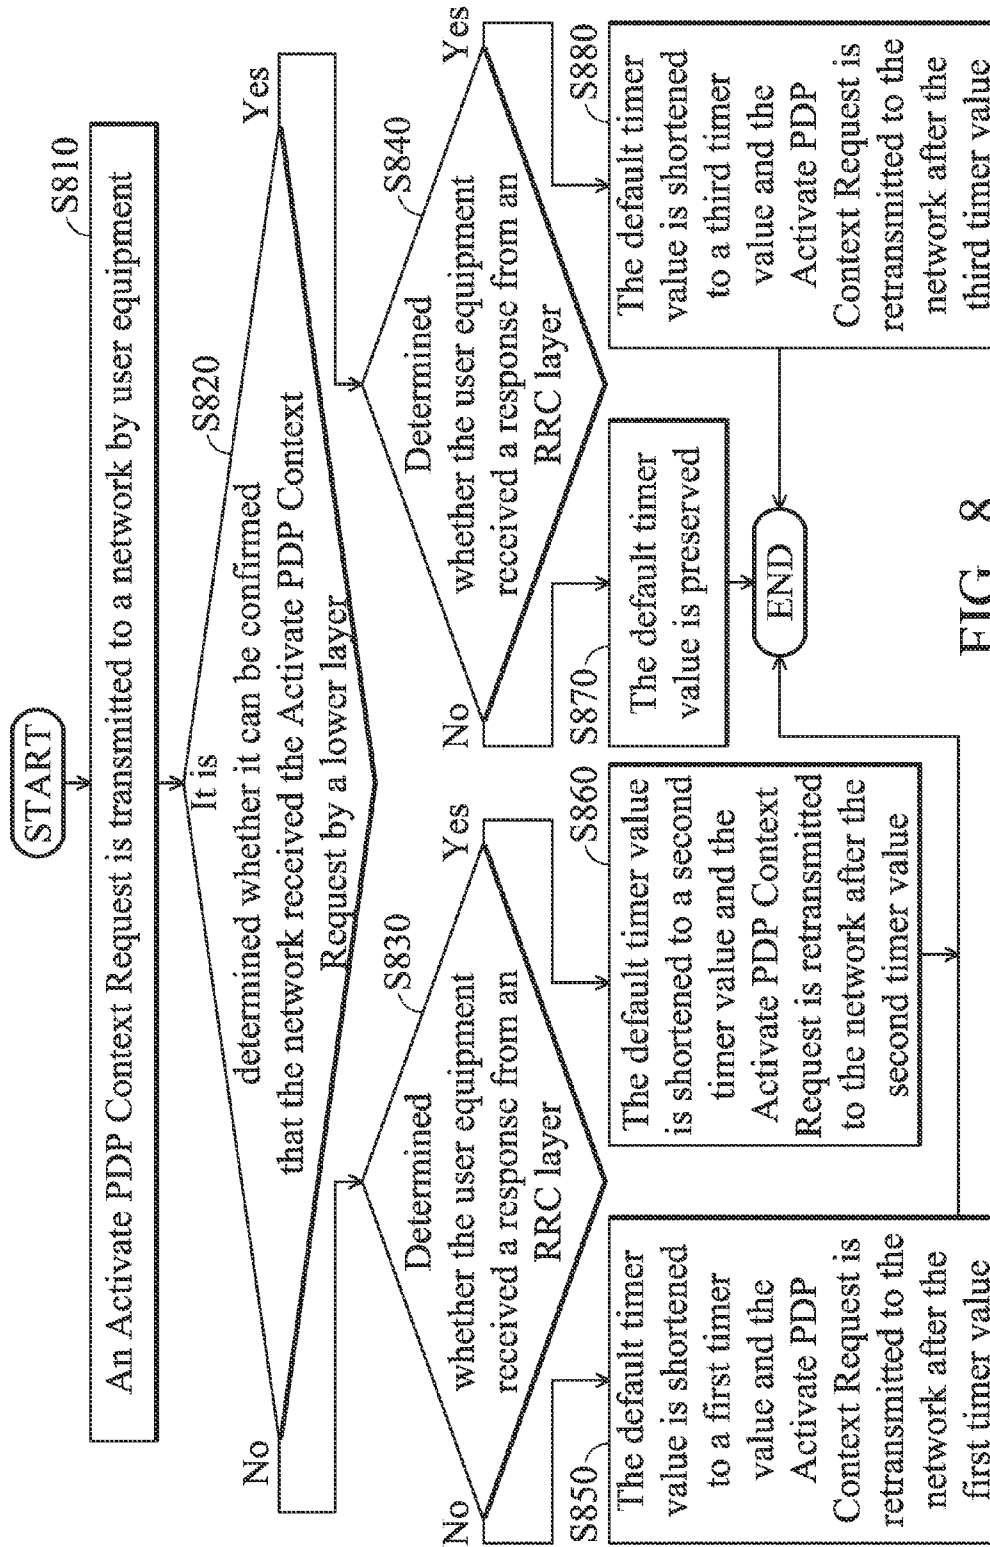 START
S810
An Activate PDP Context Request is transmitted to a network by user equipment
S820
It is
determined whether it can be confirmed
that the network received the Activate PDP Context
Request by a lower layer
No
Yes
S830
Determined
whether the user equipment
received a response from an
RRC layer
No
Yes
S840
Determined
whether the user equipment
received a response from an
RRC layer
No
Yes
S850
The default timer
value is shortened
to a first timer
value and the
Activate PDP
Context Request is
retransmitted to the
network after the
first timer value
S860
The default timer value
is shortened to a second
timer value and the
Activate PDP Context
Request is retransmitted
to the network after the
second timer value
S870
The default timer
value is preserved
S880
The default timer
value is shortened
to a third timer
value and the
Activate PDP
Context Request is
retransmitted to the
network after the
third timer value
END
FIG. 8